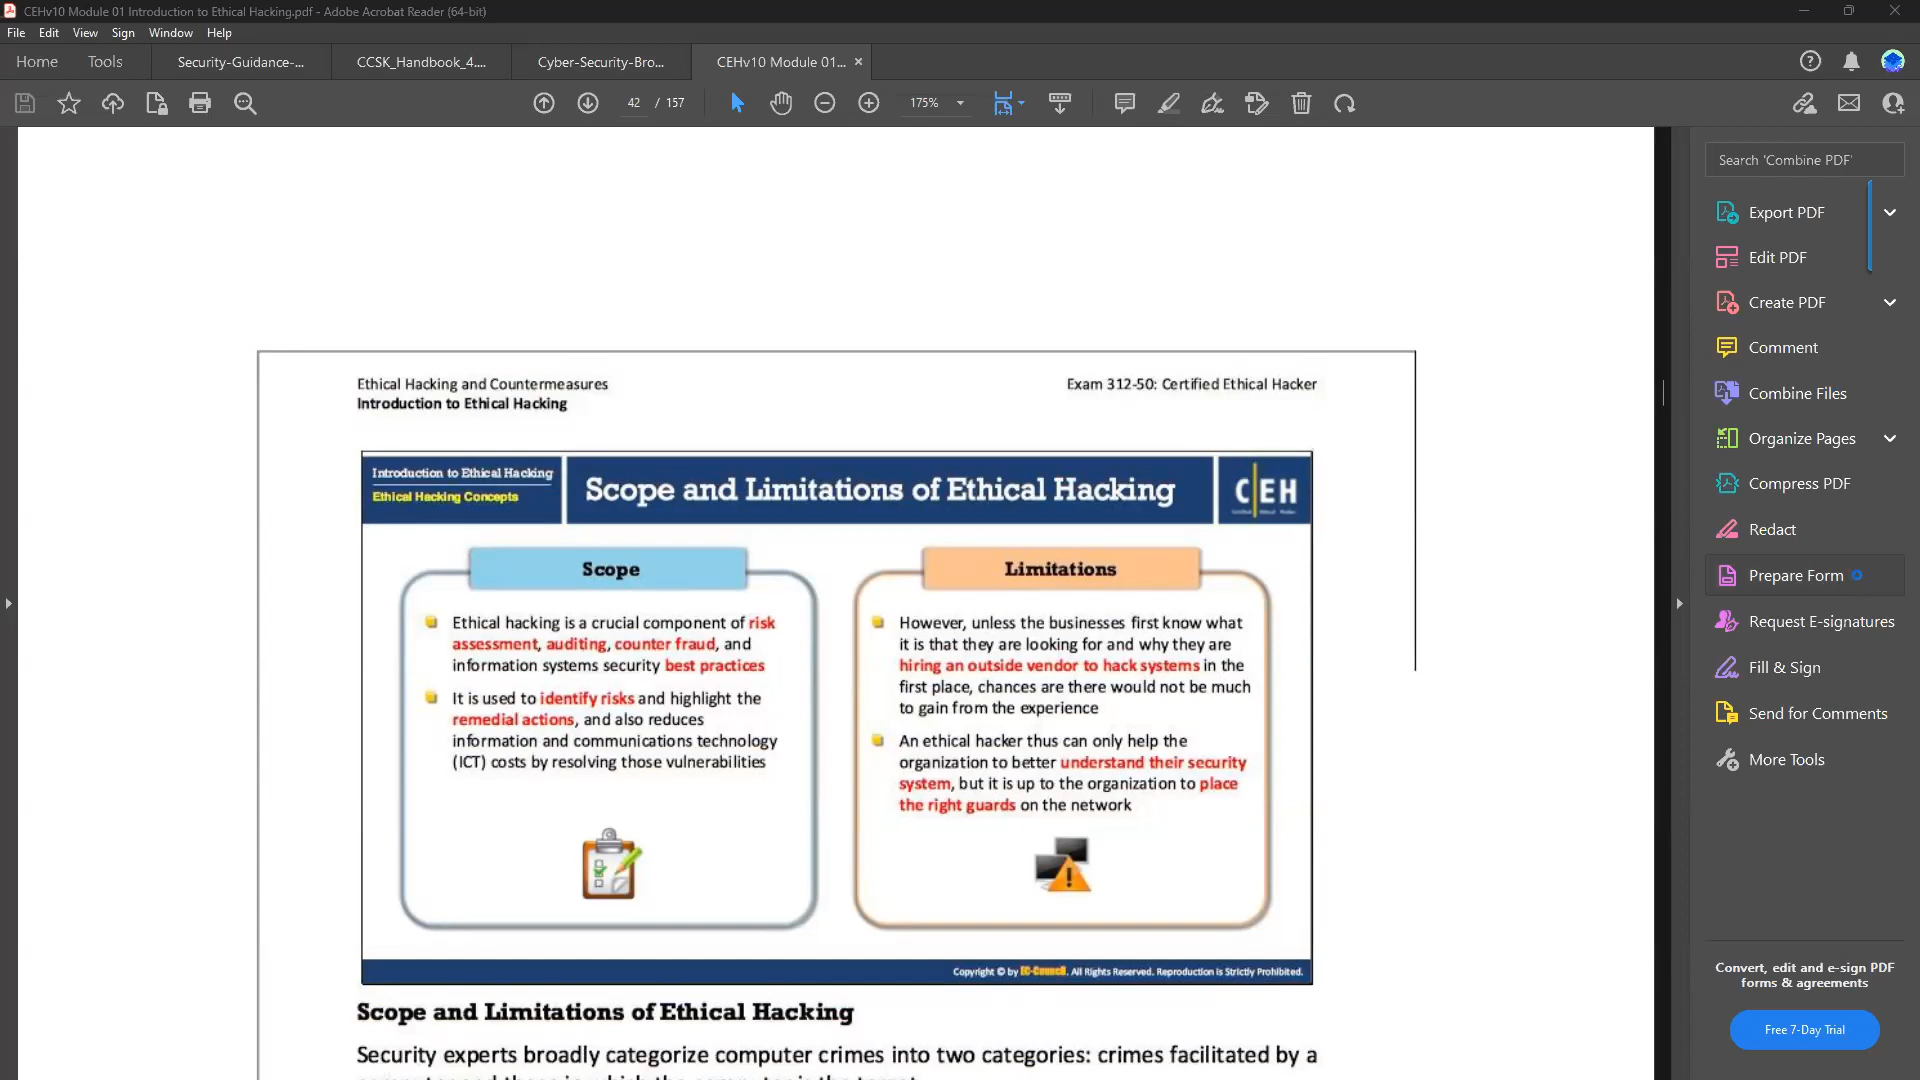 CEHv10 Module 01 Introduction to Ethical Hacking.pdf - Adobe Acrobat Reader (64-bit)
File Edit View Sign Window Help
Home Tools Security-Guidance-... CCSK_Handbook_4.... Cyber-Security-Bro... CEHv10 Module 01... ×
42 / 157 175%
Search 'Combine PDF'
Export PDF
Edit PDF
Create PDF
Comment
Combine Files
Organize Pages
Compress PDF
Redact
Prepare Form
Request E-signatures
Fill & Sign
Send for Comments
More Tools
Convert, edit and e-sign PDF
forms & agreements
Free 7-Day Trial
Ethical Hacking and Countermeasures
Introduction to Ethical Hacking
Exam 312-50: Certified Ethical Hacker
Introduction to Ethical Hacking
Ethical Hacking Concepts
Scope and Limitations of Ethical Hacking
C|EH
Scope
Ethical hacking is a crucial component of risk
assessment, auditing, counter fraud, and
information systems security best practices
It is used to identify risks and highlight the
remedial actions, and also reduces
information and communications technology
(ICT) costs by resolving those vulnerabilities
Limitations
However, unless the businesses first know what
it is that they are looking for and why they are
hiring an outside vendor to hack systems in the
first place, chances are there would not be much
to gain from the experience
An ethical hacker thus can only help the
organization to better understand their security
system, but it is up to the organization to place
the right guards on the network
Copyright © by EC-Council. All Rights Reserved. Reproduction is Strictly Prohibited.
Scope and Limitations of Ethical Hacking
Security experts broadly categorize computer crimes into two categories: crimes facilitated by a